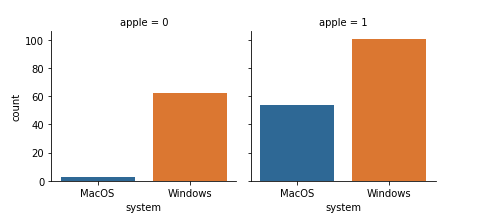 apple = 0
apple = 1
100
80
60
40
20
0
count
MacOS
Windows
MacOS
Windows
system
system